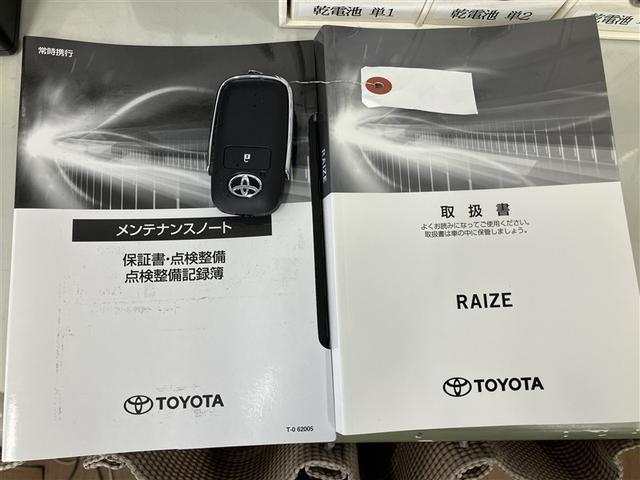 乾電池 単1
乾電池 単2
乾電池
常時携行
メンテナンスノート
保証書・点検整備
点検整備記録簿
TOYOTA
T-0 62005
RAIZE
取扱書
よくお読みになってご使用ください。
取扱書は車の中に保管しましょう。
RAIZE
TOYOTA